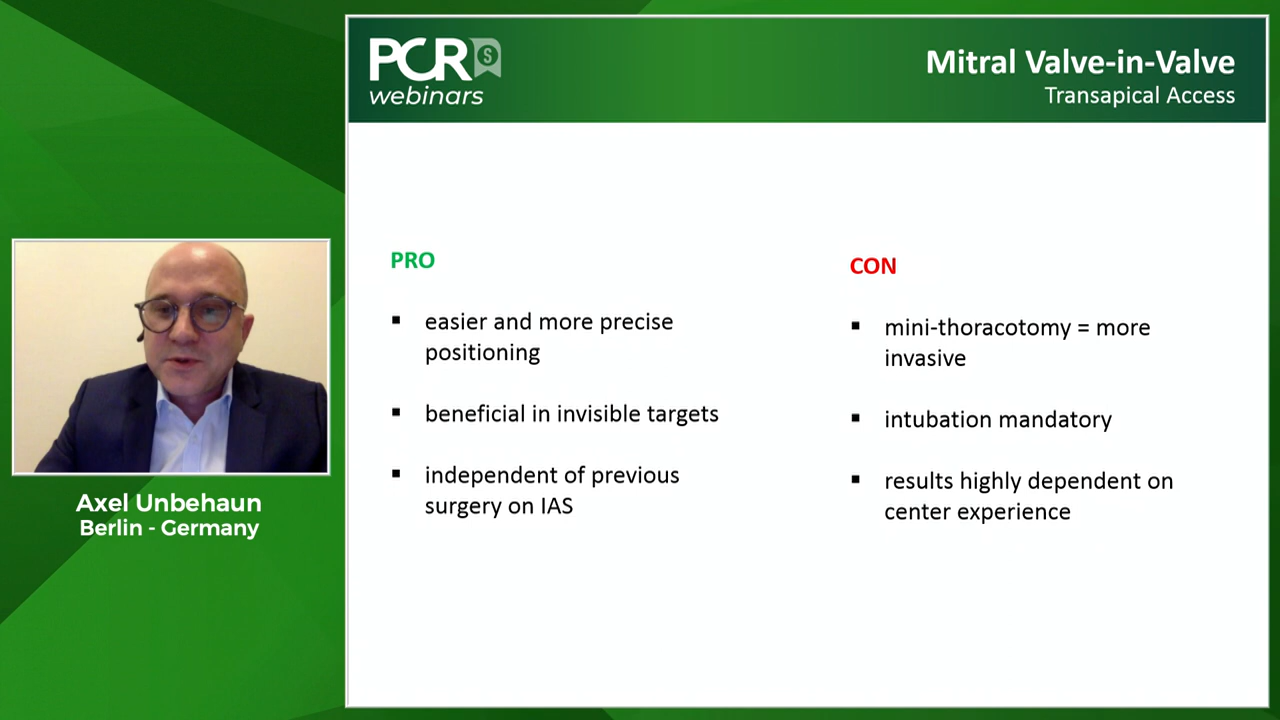 PCR
webinars
Mitral Valve-in-Valve
Transapical Access
PRO
▪ easier and more precise
positioning
▪ beneficial in invisible targets
▪ independent of previous
surgery on IAS
CON
▪ mini-thoracotomy = more
invasive
▪ intubation mandatory
▪ results highly dependent on
center experience
Axel Unbehaun
Berlin - Germany